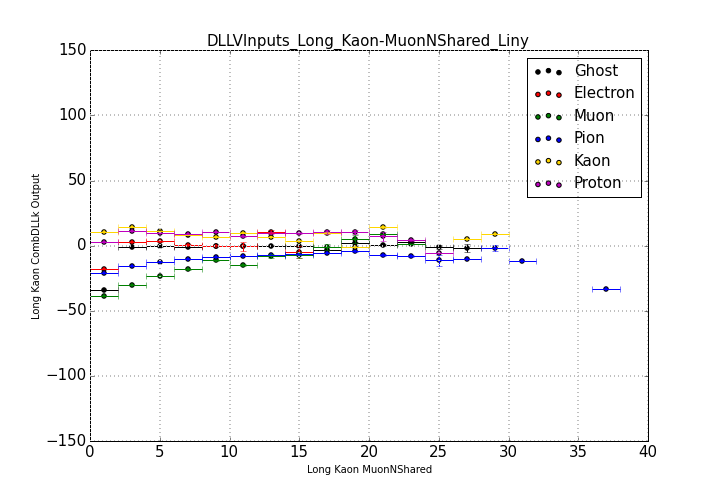 DLLVInputs_Long_Kaon-MuonNShared_Liny
150
100
50
0
−50
−100
−150
Long Kaon CombDLLk Output
Ghost
Electron
Muon
Pion
Kaon
Proton
0 5 10 15 20 25 30 35 40
Long Kaon MuonNShared